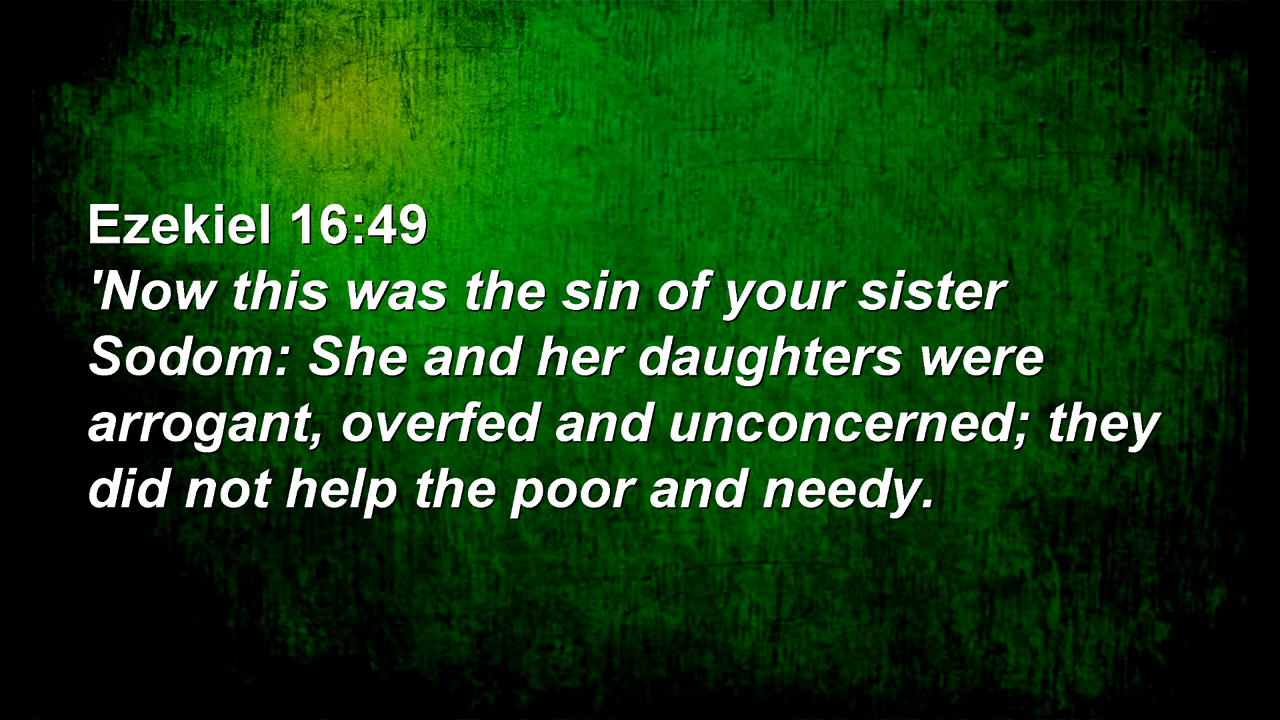 Ezekiel 16:49
'Now this was the sin of your sister
Sodom: She and her daughters were
arrogant, overfed and unconcerned; they
did not help the poor and needy.